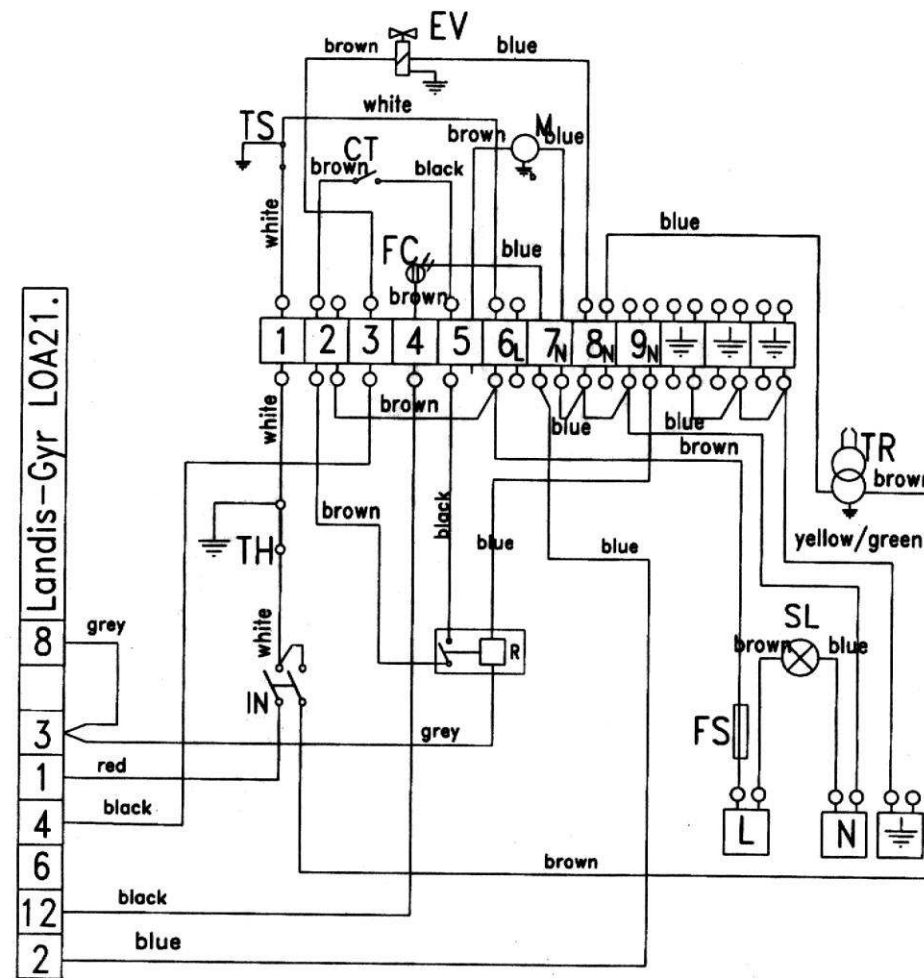 EV
brown
blue
white
TS
M
brown
blue
CT
brown
black
white
blue
FC
blue
brown
1 2 3 4 5 6L 7N 8N 9N
Landis-Gyr LOA21.
white
brown
blue
blue
brown
TR
brown
brown
black
blue
blue
yellow/green
TH
8
grey
white
SL
brown
blue
R
IN
3
grey
FS
1
red
4
black
L
N
6
brown
12
black
2
blue